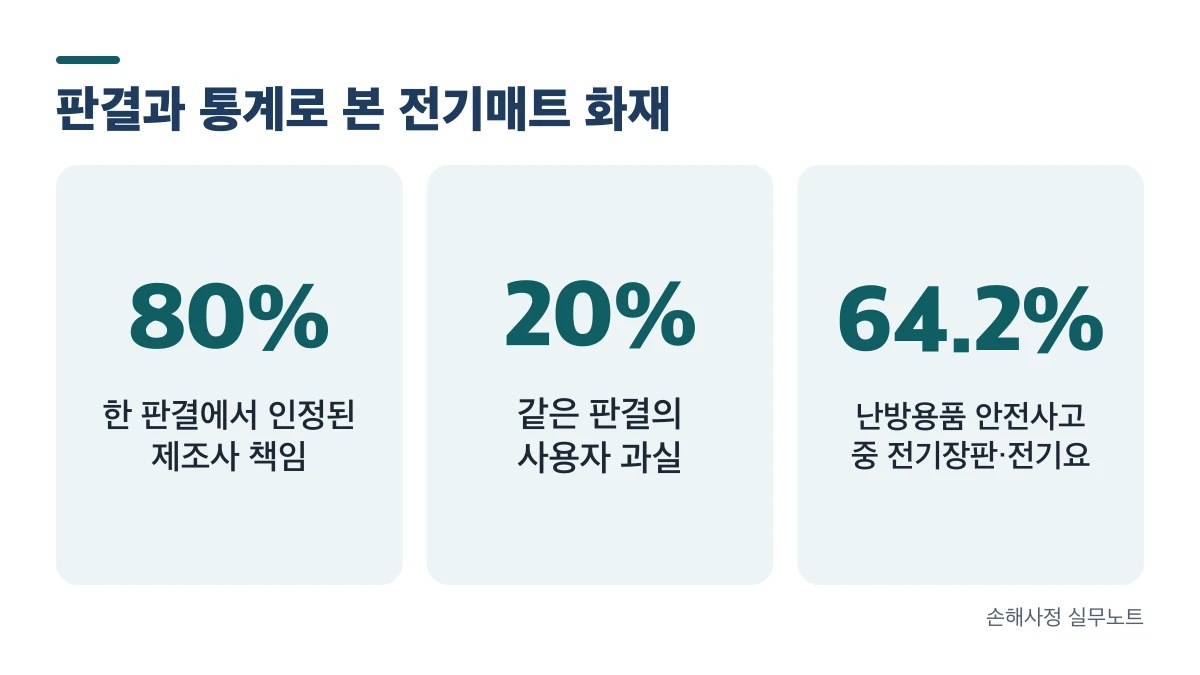 판결과 통계로 본 전기매트 화재
80%
한 판결에서 인정된
제조사 책임
20%
같은 판결의
사용자 과실
64.2%
난방용품 안전사고
중 전기장판·전기요
손해사정 실무노트